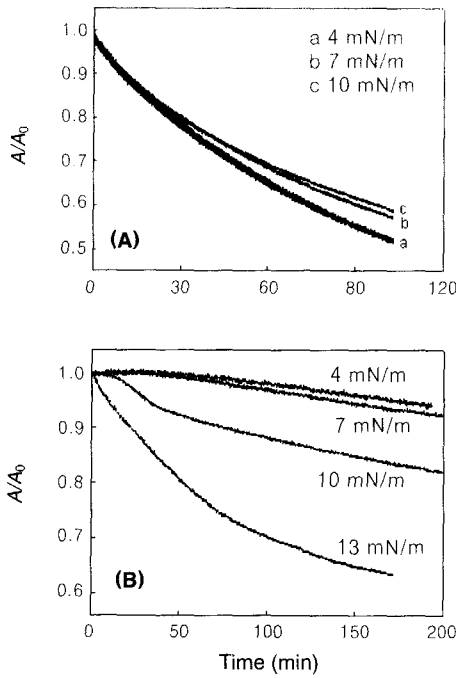 1.0
0.9
0.8
0.7
0.6
0.5
A/A₀
a 4 mN/m
b 7 mN/m
c 10 mN/m
c
b
a
(A)
0 30 60 60 120
1.0
0.9
0.8
0.7
0.6
A/A₀
4 mN/m
7 mN/m
10 mN/m
13 mN/m
(B)
0 50 100 150 200
Time (min)